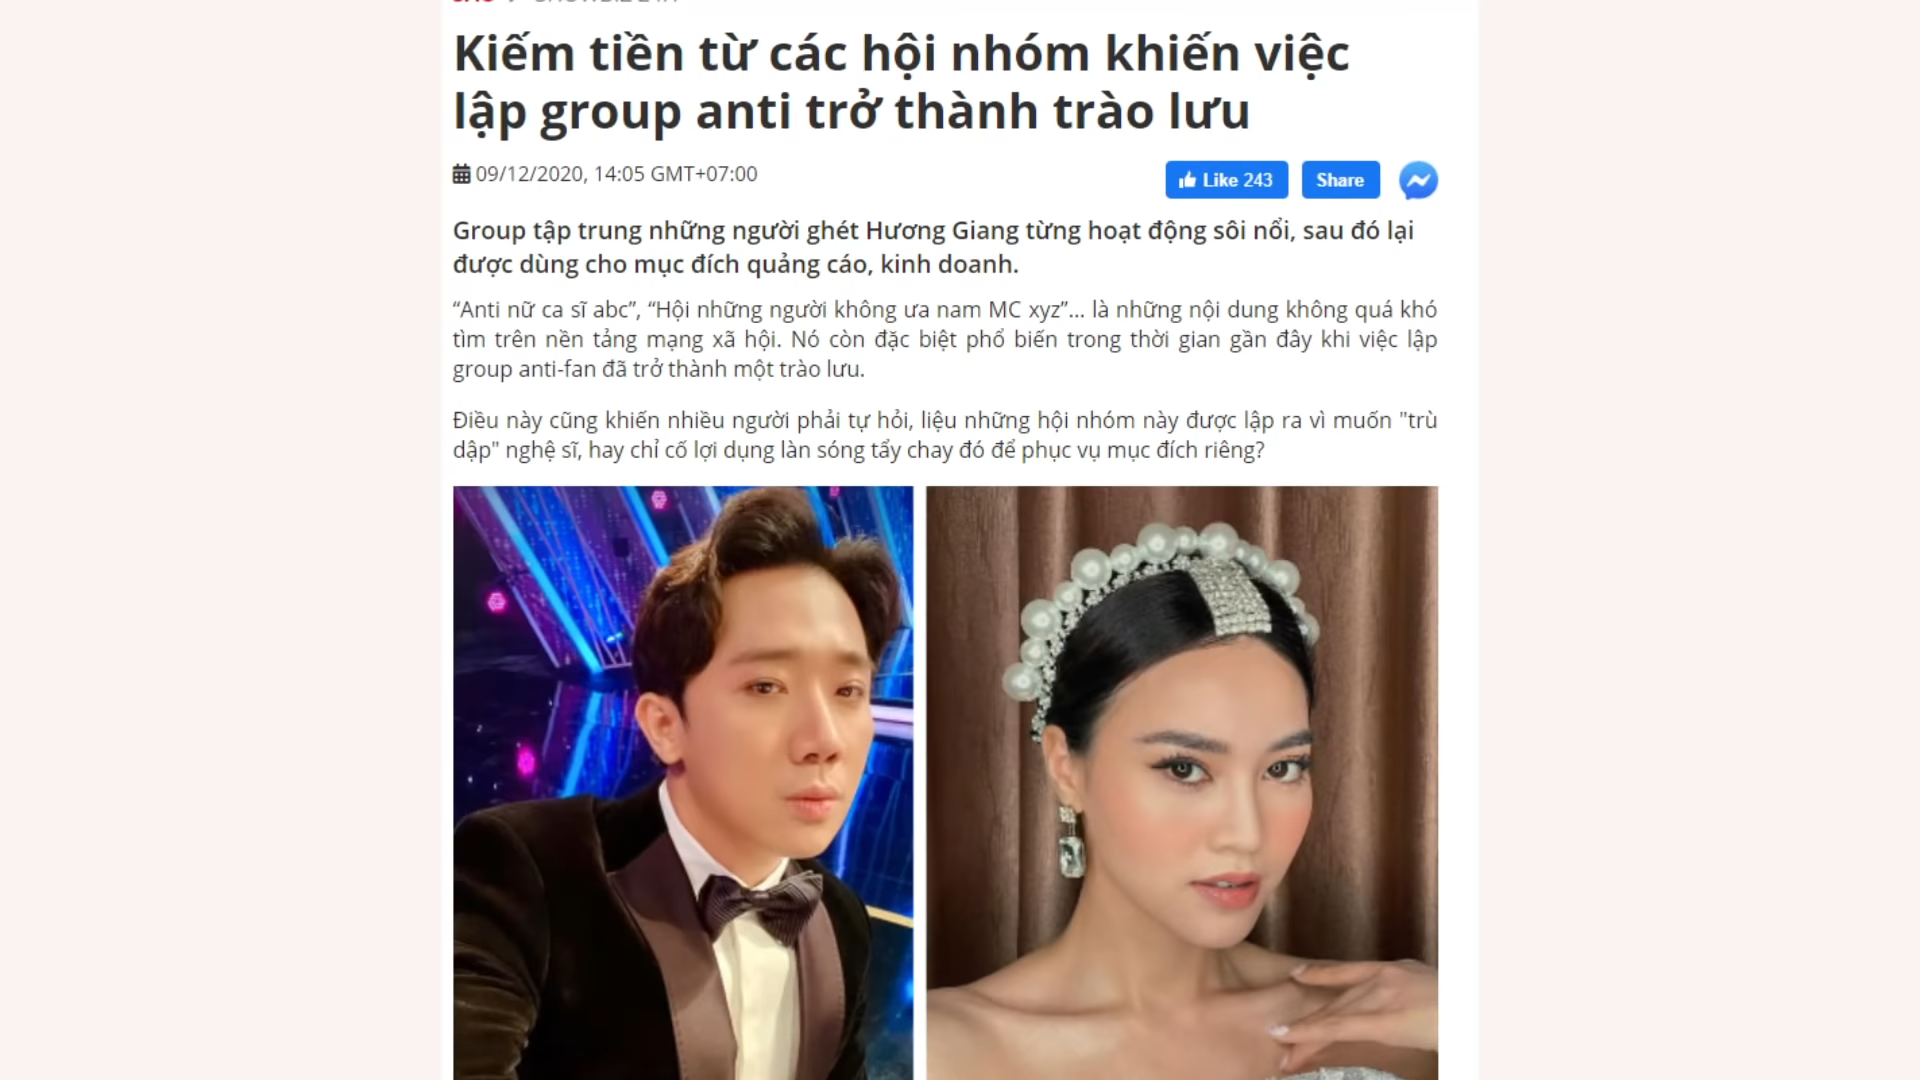 Kiếm tiền từ các hội nhóm khiến việc
lập group anti trở thành trào lưu
09/12/2020, 14:05 GMT+07:00
Like 243
Share
Group tập trung những người ghét Hương Giang từng hoạt động sôi nổi, sau đó lại
được dùng cho mục đích quảng cáo, kinh doanh.
“Anti nữ ca sĩ abc”, “Hội những người không ưa nam MC xyz”... là những nội dung không quá khó
tìm trên nền tảng mạng xã hội. Nó còn đặc biệt phổ biến trong thời gian gần đây khi việc lập
group anti-fan đã trở thành một trào lưu.
Điều này cũng khiến nhiều người phải tự hỏi, liệu những hội nhóm này được lập ra vì muốn "trù
dập" nghệ sĩ, hay chỉ cố lợi dụng làn sóng tẩy chay đó để phục vụ mục đích riêng?